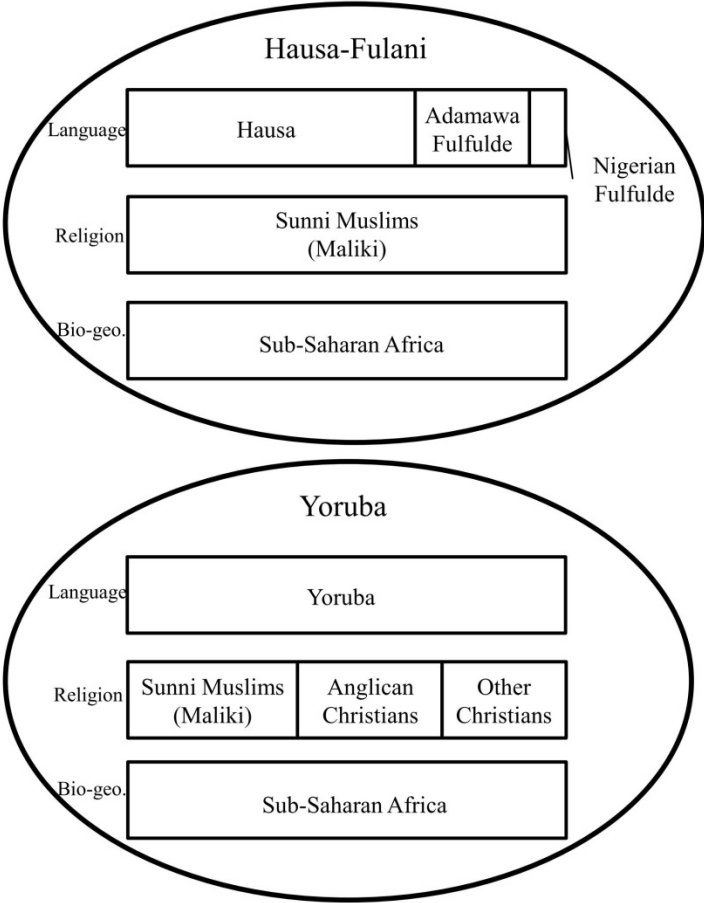 Hausa-Fulani
Language
Hausa
Adamawa
Fulfulde
Nigerian
Fulfulde
Religion
Sunni Muslims
(Maliki)
Bio-geo.
Sub-Saharan Africa
Yoruba
Language
Yoruba
Religion
Sunni Muslims
(Maliki)
Anglican
Christians
Other
Christians
Bio-geo.
Sub-Saharan Africa